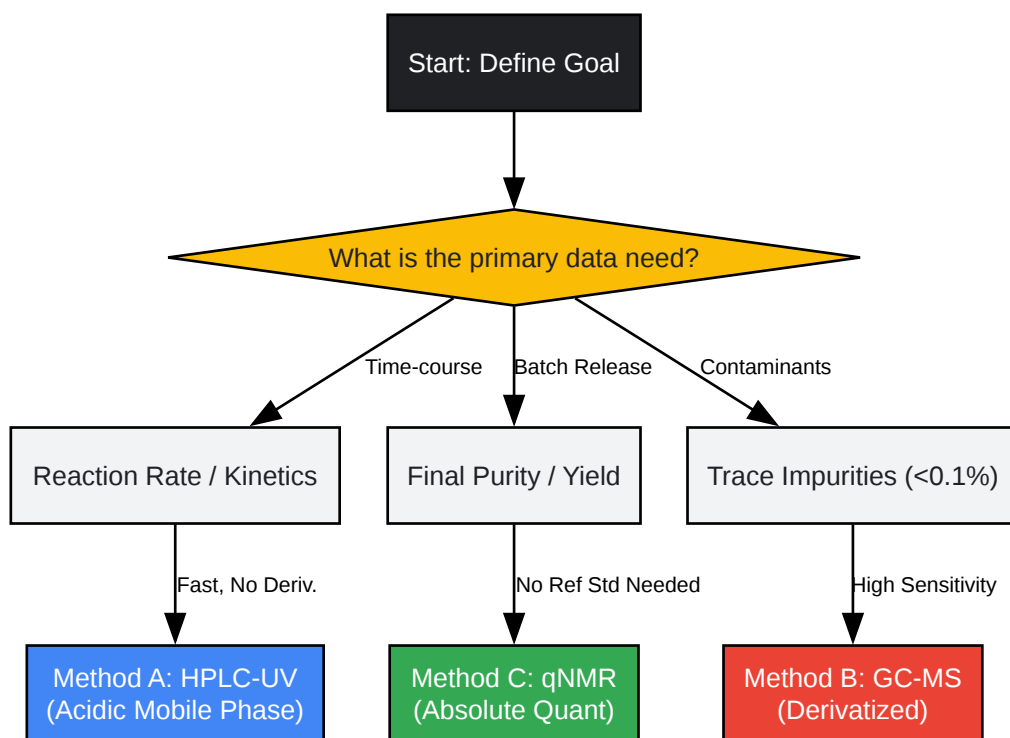 Start: Define Goal
What is the primary data need?
Time-course
Batch Release
Contaminants
Reaction Rate / Kinetics
Final Purity / Yield
Trace Impurities (<0.1%)
Fast, No Deriv.
No Ref Std Needed
High Sensitivity
Method A: HPLC-UV
(Acidic Mobile Phase)
Method C: qNMR
(Absolute Quant)
Method B: GC-MS
(Derivatized)